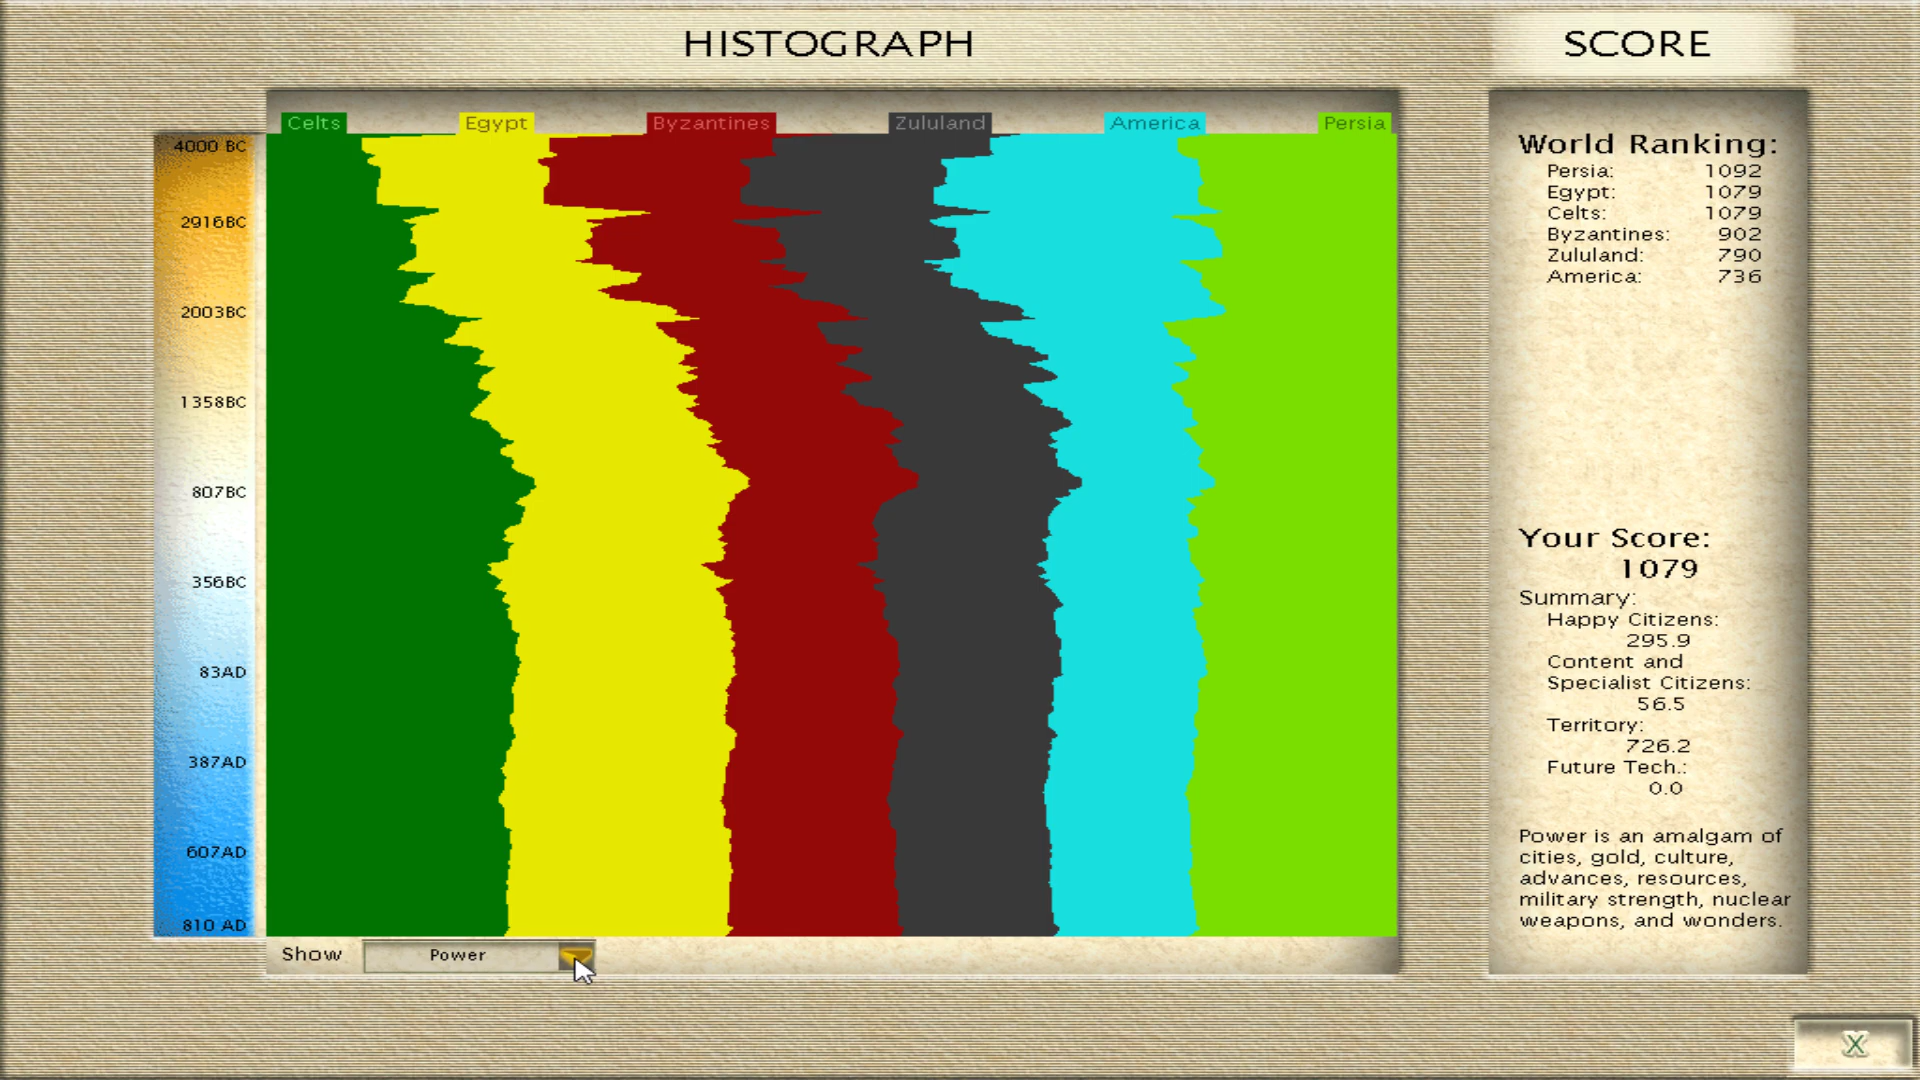 HISTOGRAPH
SCORE
Celts
Egypt
Byzantines
Zululand
America
Persia
4000 BC
2916BC
2003BC
1358BC
807BC
356BC
83AD
387AD
607AD
810 AD
Show
Power
World Ranking:
Persia: 1092
Egypt: 1079
Celts: 1079
Byzantines: 902
Zululand: 790
America: 736
Your Score:
1079
Summary:
Happy Citizens:
295.9
Content and
Specialist Citizens:
56.5
Territory:
726.2
Future Tech.:
0.0
Power is an amalgam of
cities, gold, culture,
advances, resources,
military strength, nuclear
weapons, and wonders.
X